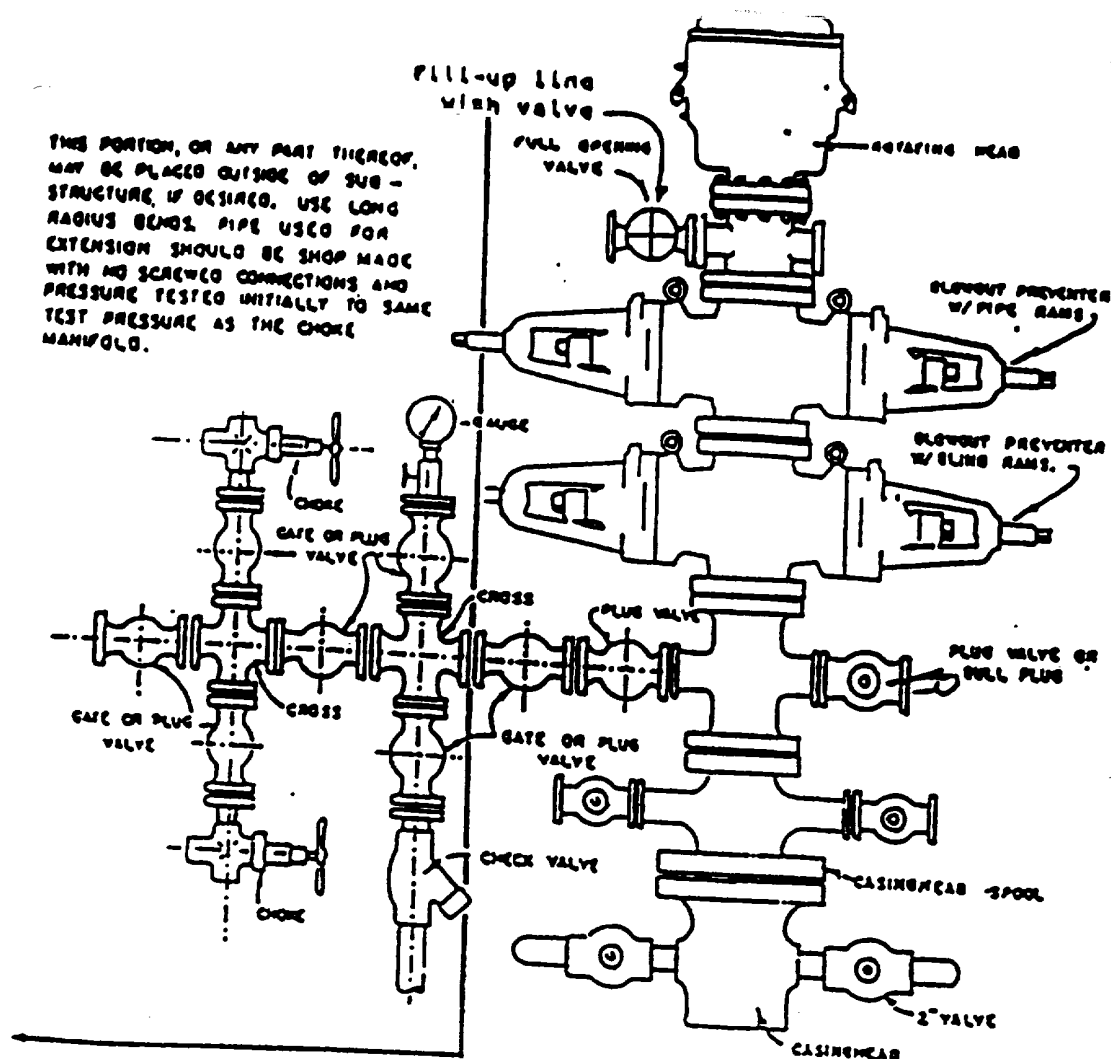 Fill-up line
with valve
FULL OPENING
VALVE
ROTATING HEAD
THIS PORTION, OR ANY PART THEREOF,
MAY BE PLACED OUTSIDE OF SUB-
STRUCTURE, IF DESIRED. USE LONG
RADIUS BENDS. PIPE USED FOR
EXTENSION SHOULD BE SHOP MADE
WITH NO SCREWED CONNECTIONS AND
PRESSURE TESTED INITIALLY TO SAME
TEST PRESSURE AS THE CHOKE
MANIFOLD.
BLOWOUT PREVENTER
W/ PIPE RAMS
GAUGE
BLOWOUT PREVENTER
W/ BLIND RAMS.
CHOKE
GATE OR PLUG
VALVE
CROSS
PLUG VALVE
PLUG VALVE OR
BULL PLUG
CROSS
GATE OR PLUG
VALVE
GATE OR PLUG
VALVE
CHECK VALVE
CASINGHEAD SPOOL
CHOKE
2" VALVE
CASINGHEAD